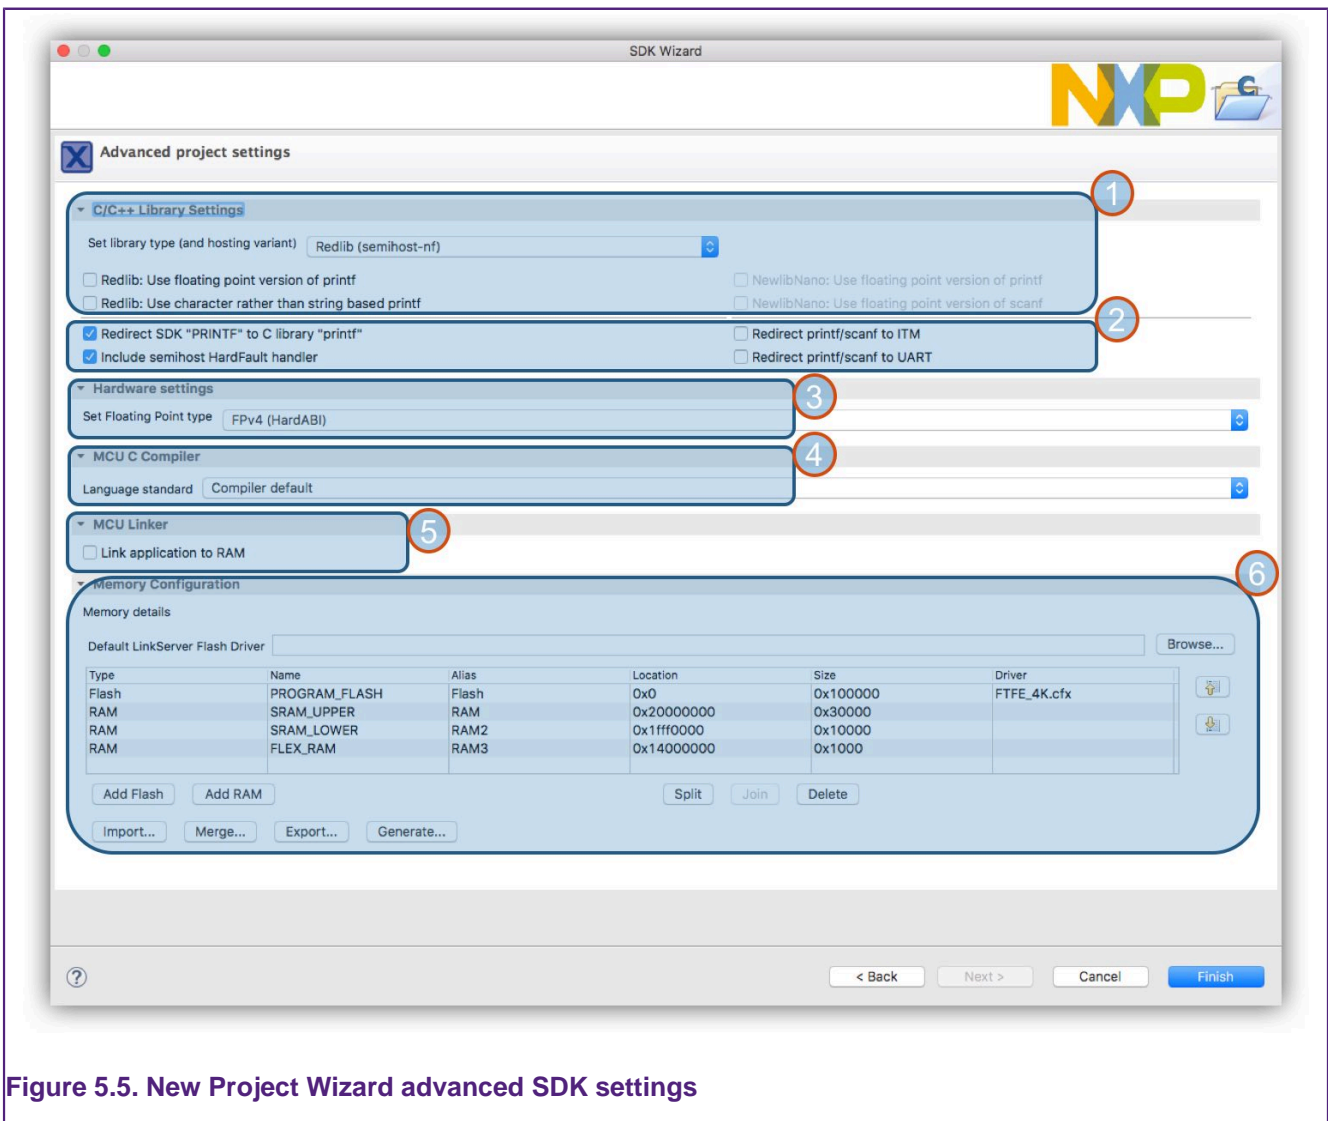 SDK Wizard
NXP
C
X
Advanced project settings
1
C/C++ Library Settings
Set library type (and hosting variant) Redlib (semihost-nf)
Redlib: Use floating point version of printf NewlibNano: Use floating point version of printf
Redlib: Use character rather than string based printf NewlibNano: Use floating point version of scanf
2
Redirect SDK "PRINTF" to C library "printf" Redirect printf/scanf to ITM
Include semihost HardFault handler Redirect printf/scanf to UART
3
Hardware settings
Set Floating Point type FPv4 (HardABI)
4
MCU C Compiler
Language standard Compiler default
5
MCU Linker
Link application to RAM
6
Memory Configuration
Memory details
Default LinkServer Flash Driver Browse...
Type Name Alias Location Size Driver
Flash PROGRAM_FLASH Flash 0x0 0x100000 FTFE_4K.cfx
RAM SRAM_UPPER RAM 0x20000000 0x30000
RAM SRAM_LOWER RAM2 0x1fff0000 0x10000
RAM FLEX_RAM RAM3 0x14000000 0x1000
Add Flash Add RAM Split Join Delete
Import... Merge... Export... Generate...
? < Back Next > Cancel Finish
Figure 5.5. New Project Wizard advanced SDK settings